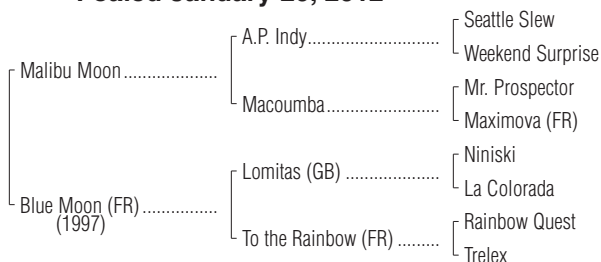 Foaled January 2012
Seattle Slew
A.P. Indy
Weekend Surprise
Malibu Moon
Mr. Prospector
Macoumba
Maximova (FR)
Niniski
Lomitas (GB)
La Colorada
Blue Moon (FR)
(1997)
Rainbow Quest
To the Rainbow (FR)
Trelex